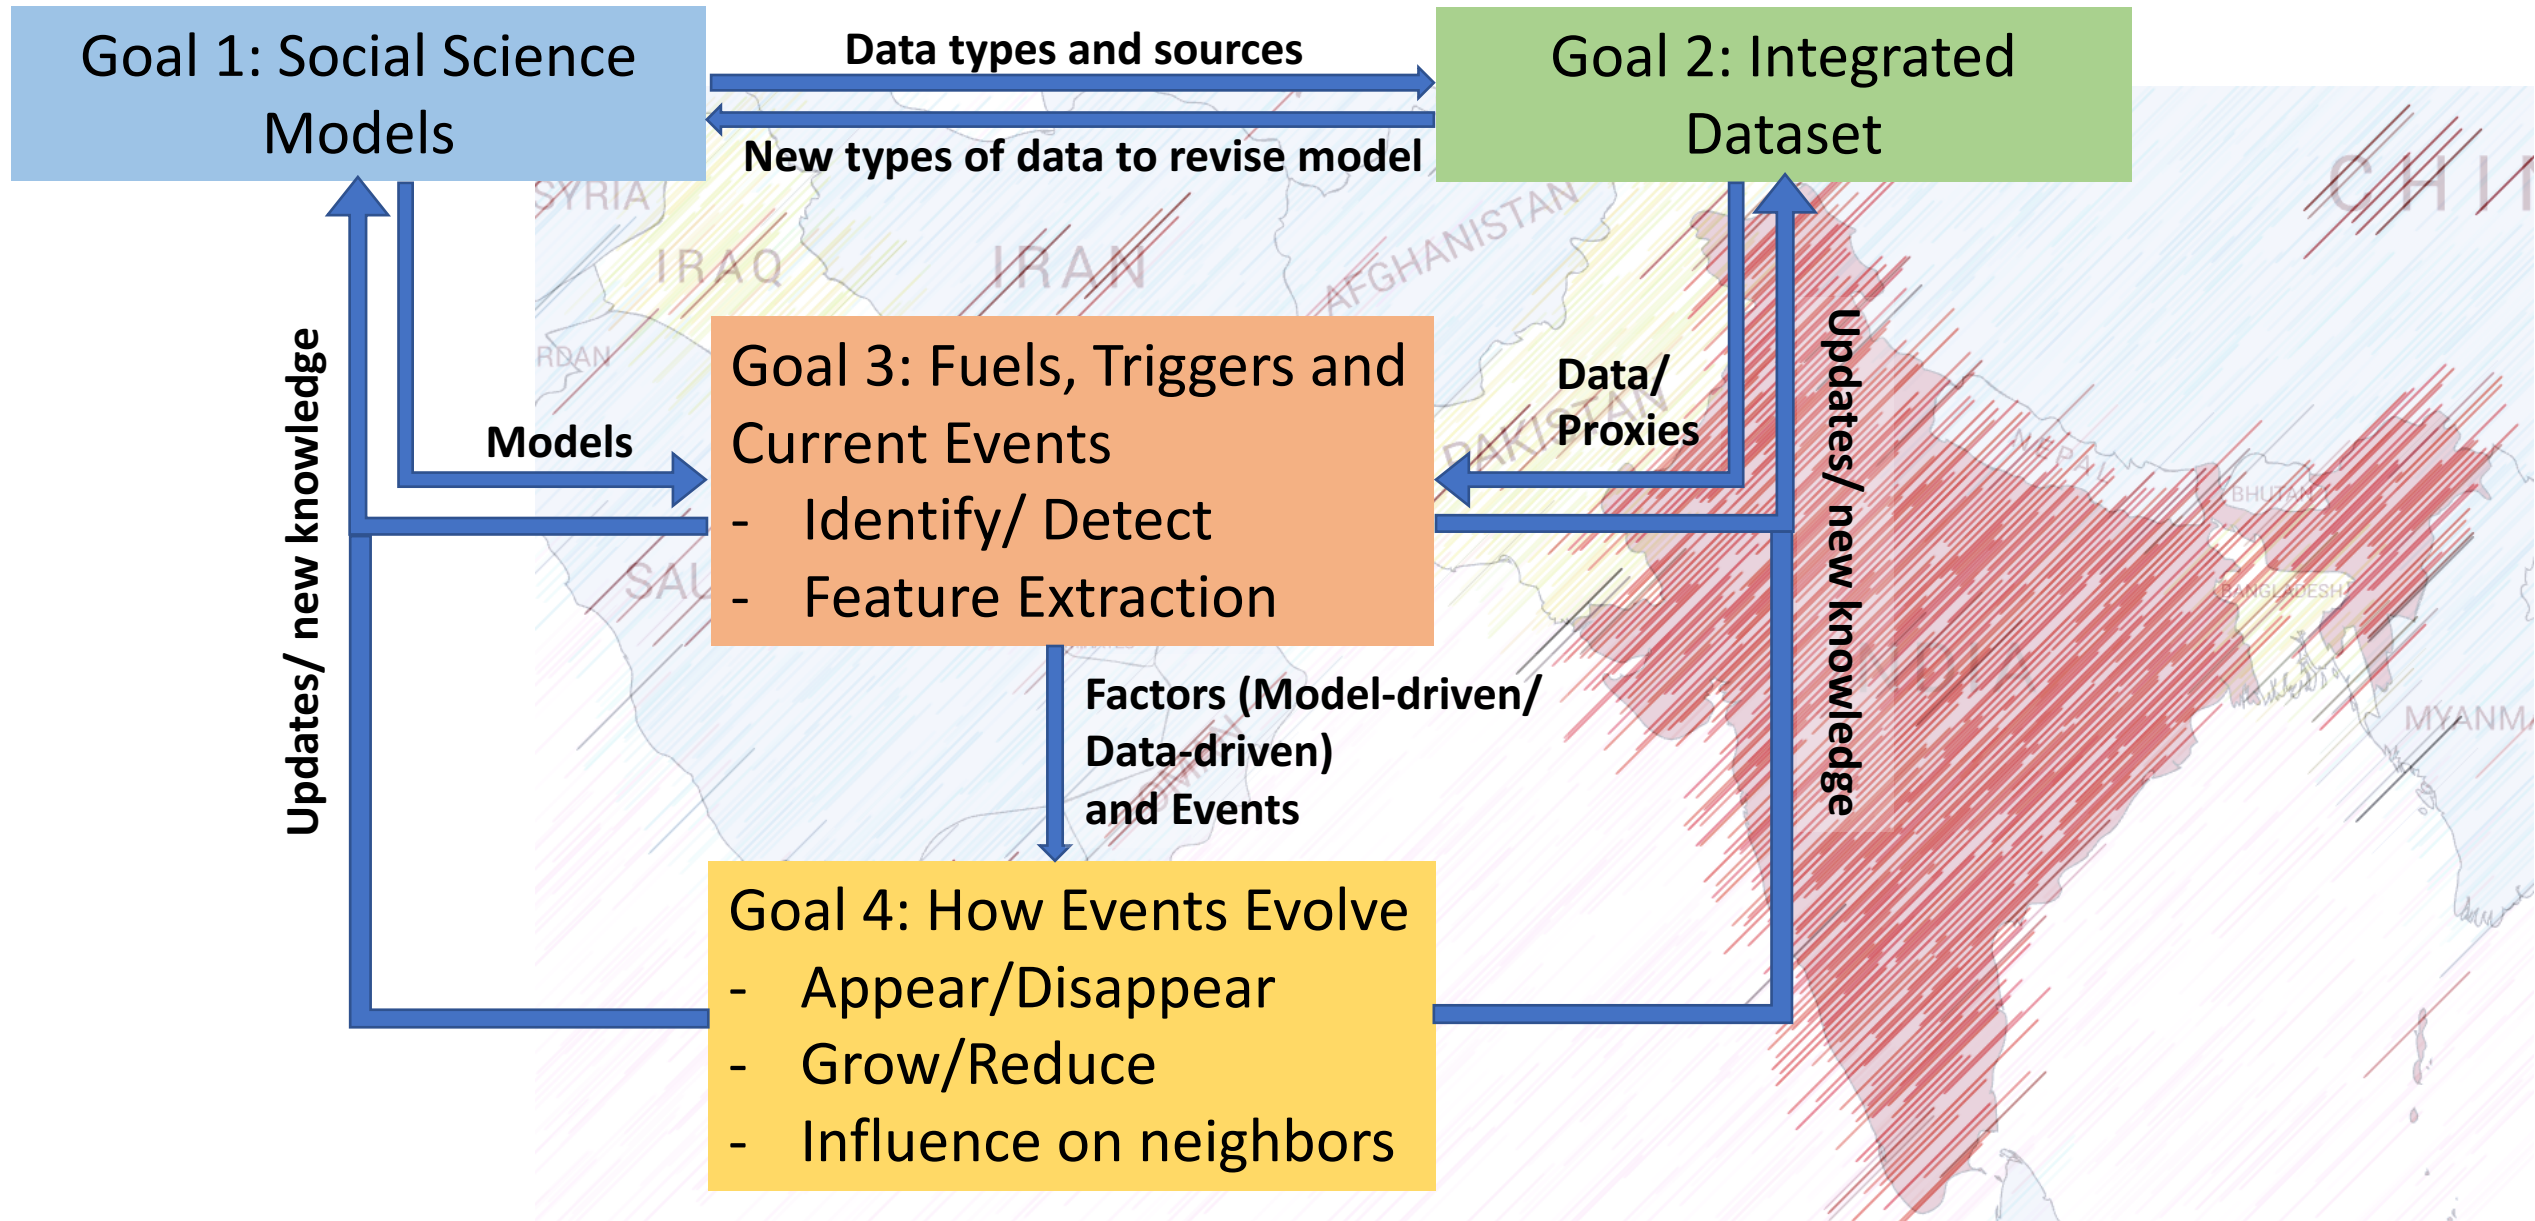 Goal 1: Social Science
Models
Data types and sources
New types of data to revise model
Goal 2: Integrated
Dataset
SYRIA
IRAQ
IRAN
AFGHANISTAN
PAKISTAN
NEPAL
BHUTAN
BANGLADESH
Updates/ new knowledge
Models
Goal 3: Fuels, Triggers and
Current Events
- Identify/ Detect
- Feature Extraction
Data/
Proxies
Updates/ new knowledge
Factors (Model-driven/
Data-driven)
and Events
Goal 4: How Events Evolve
- Appear/Disappear
- Grow/Reduce
- Influence on neighbors